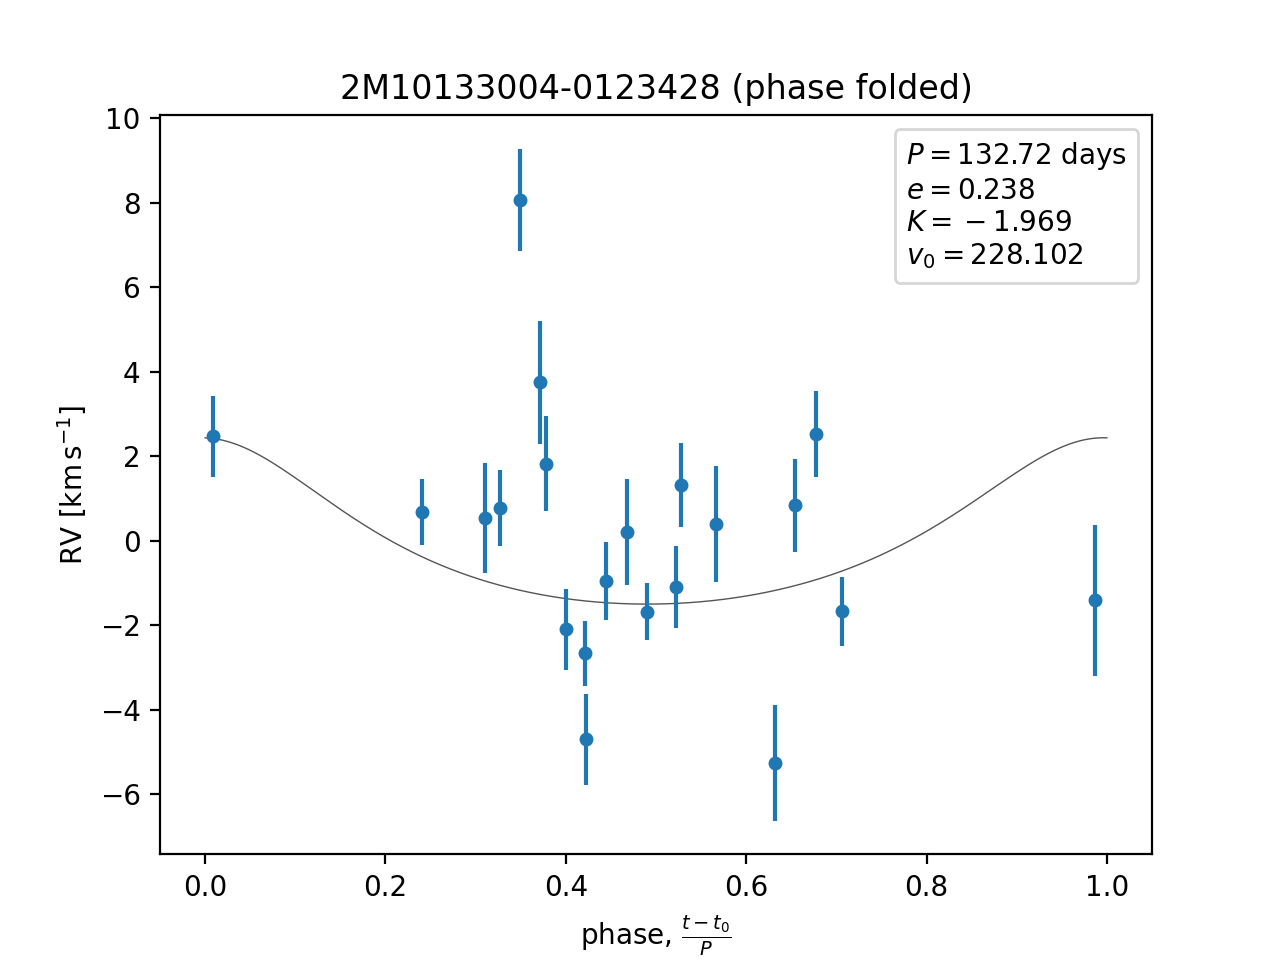 2M10133004-0123428 (phase folded)
P = 132.72 days
e = 0.238
K = −1.969
v₀ = 228.102
RV [km s⁻¹]
10
8
6
4
2
0
−2
−4
−6
0.0 0.2 0.4 0.6 0.8 1.0
phase, (t − t₀)/P